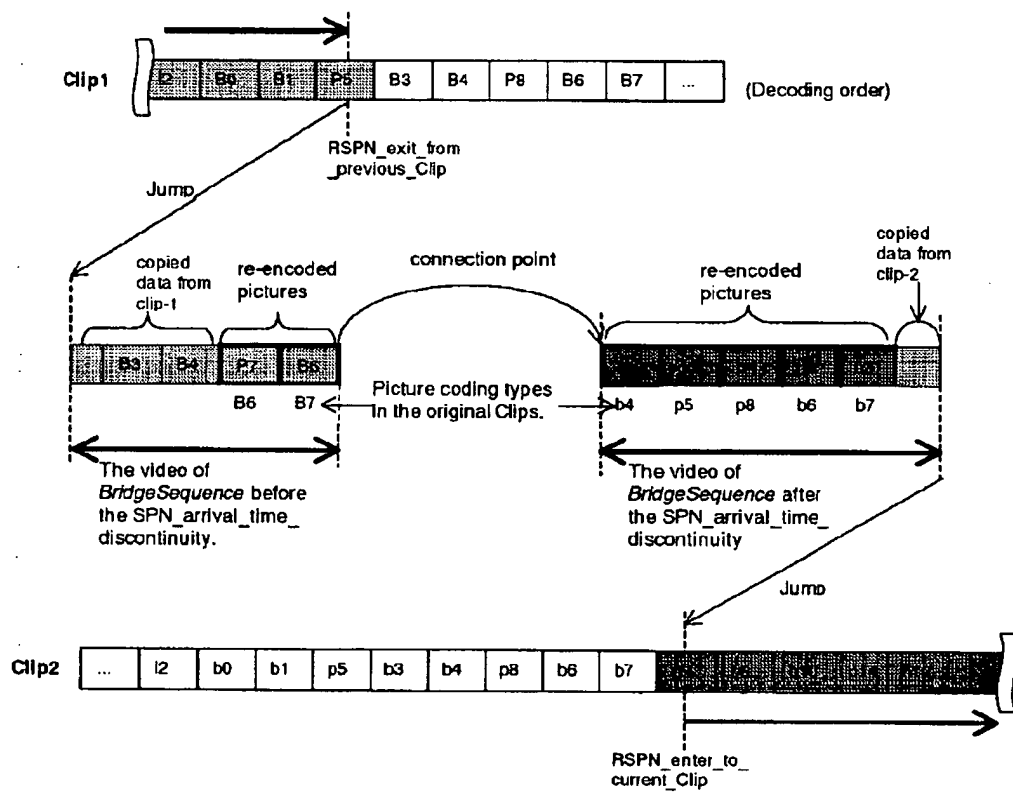 Clip1
I2 B0 B1 P5 B3 B4 P8 B6 B7 ...
(Decoding order)
RSPN_exit_from
_previous_Clip
Jump
copied
data from
clip-1
re-encoded
pictures
connection point
re-encoded
pictures
copied
data from
clip-2
B3 B4 P7 B6
B6 B7
Picture coding types
In the original Clips.
b4 p5 p8 b6 b7
The video of
BridgeSequence before
the SPN_arrival_time_
discontinuity.
The video of
BridgeSequence after
the SPN_arrival_time_
discontinuity
Jump
Clip2
... I2 b0 b1 p5 b3 b4 p8 b6 b7
RSPN_enter_to_
current_Clip